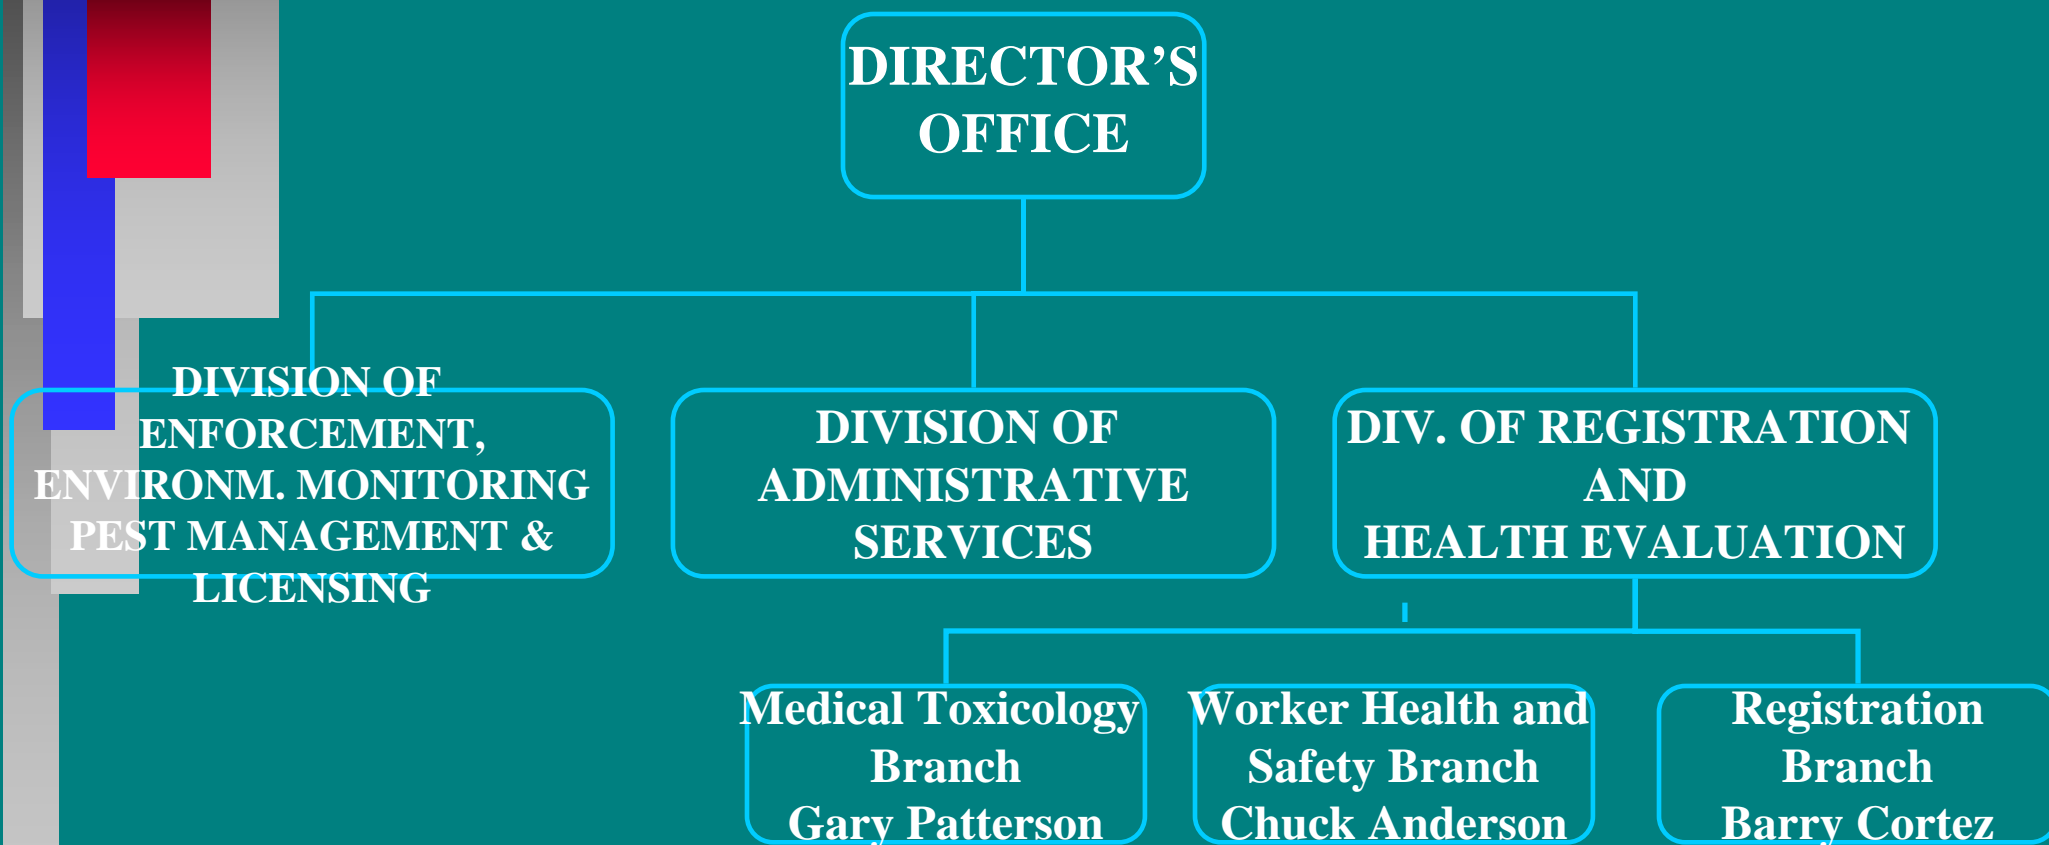 DIRECTOR’S
OFFICE
DIVISION OF
ENFORCEMENT,
ENVIRONM. MONITORING
PEST MANAGEMENT &
LICENSING
DIVISION OF
ADMINISTRATIVE
SERVICES
DIV. OF REGISTRATION
AND
HEALTH EVALUATION
Medical Toxicology
Branch
Gary Patterson
Worker Health and
Safety Branch
Chuck Anderson
Registration
Branch
Barry Cortez